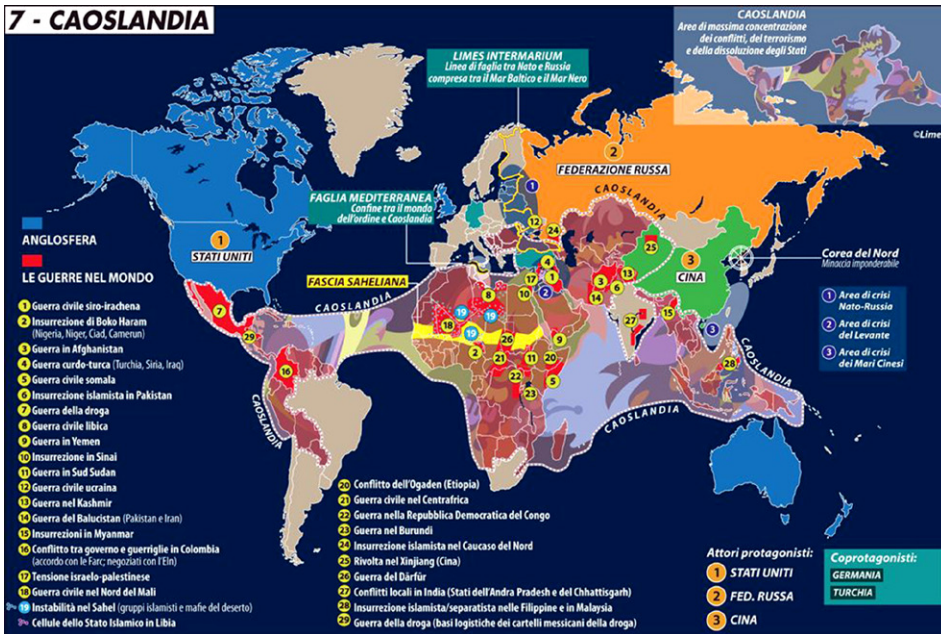 7 - CAOSLANDIA
CAOSLANDIA
Area di massima concentrazione
dei conflitti, del terrorismo
e della dissoluzione degli Stati
©Limes
LIMES INTERMARIUM
Linea di faglia tra Nato e Russia
compresa tra il Mar Baltico e il Mar Nero
FAGLIA MEDITERRANEA
Confine tra il mondo
dell'ordine e Caoslandia
2
FEDERAZIONE RUSSA
1
STATI UNITI
3
CINA
CAOSLANDIA
CAOSLANDIA
CAOSLANDIA
CAOSLANDIA
CAOSLANDIA
FASCIA SAHELIANA
Corea del Nord
Minaccia imponderabile
1 Area di crisi
Nato-Russia
2 Area di crisi
del Levante
3 Area di crisi
dei Mari Cinesi
ANGLOSFERA
LE GUERRE NEL MONDO
1 Guerra civile siro-irachena
2 Insurrezione di Boko Haram
(Nigeria, Niger, Ciad, Camerun)
3 Guerra in Afghanistan
4 Guerra curdo-turca (Turchia, Siria, Iraq)
5 Guerra civile somala
6 Insurrezione islamista in Pakistan
7 Guerra della droga
8 Guerra civile libica
9 Guerra in Yemen
10 Insurrezione in Sinai
11 Guerra in Sud Sudan
12 Guerra civile ucraina
13 Guerra nel Kashmir
14 Guerra del Balucistan (Pakistan e Iran)
15 Insurrezioni in Myanmar
16 Conflitto tra governo e guerriglie in Colombia
(accordo con le Farc; negoziati con l'Eln)
17 Tensione israelo-palestinese
18 Guerra civile nel Nord del Mali
19 Instabilità nel Sahel (gruppi islamisti e mafie del deserto)
Cellule dello Stato Islamico in Libia
20 Conflitto dell'Ogaden (Etiopia)
21 Guerra civile nel Centrafrica
22 Guerra nella Repubblica Democratica del Congo
23 Guerra nel Burundi
24 Insurrezione islamista nel Caucaso del Nord
25 Rivolta nel Xinjiang (Cina)
26 Guerra del Dārfūr
27 Conflitti locali in India (Stati dell'Andra Pradesh e del Chhattisgarh)
28 Insurrezione islamista/separatista nelle Filippine e in Malaysia
29 Guerra della droga (basi logistiche dei cartelli messicani della droga)
Attori protagonisti:
1 STATI UNITI
2 FED. RUSSA
3 CINA
Coprotagonisti:
GERMANIA
TURCHIA